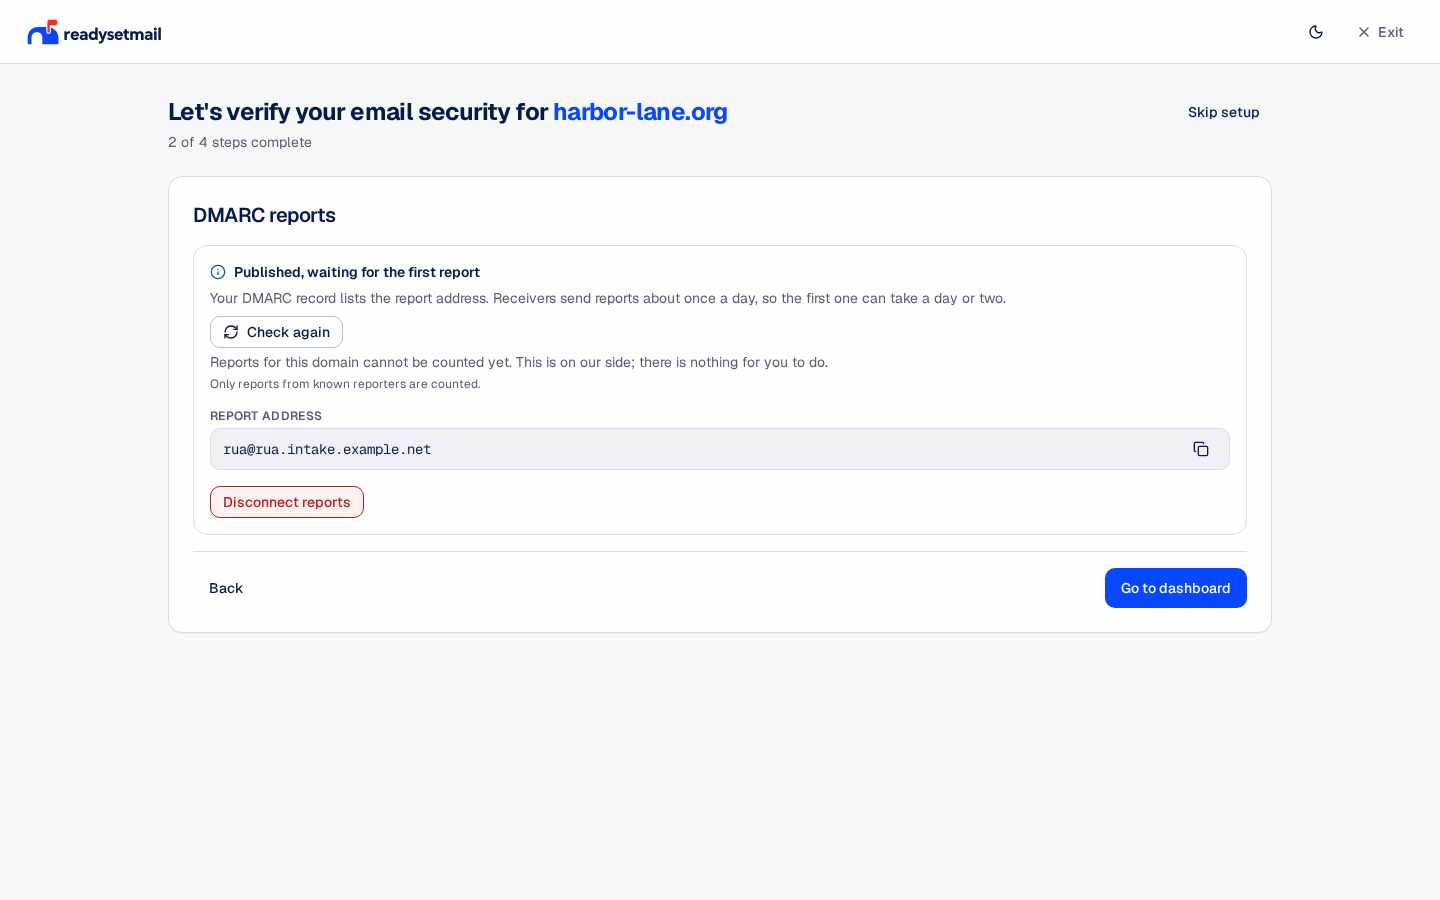 readysetmail
Exit
Let's verify your email security for harbor-lane.org
Skip setup
2 of 4 steps complete
DMARC reports
Published, waiting for the first report
Your DMARC record lists the report address. Receivers send reports about once a day, so the first one can take a day or two.
Check again
Reports for this domain cannot be counted yet. This is on our side; there is nothing for you to do.
Only reports from known reporters are counted.
REPORT ADDRESS
rua@rua.intake.example.net
Disconnect reports
Back
Go to dashboard